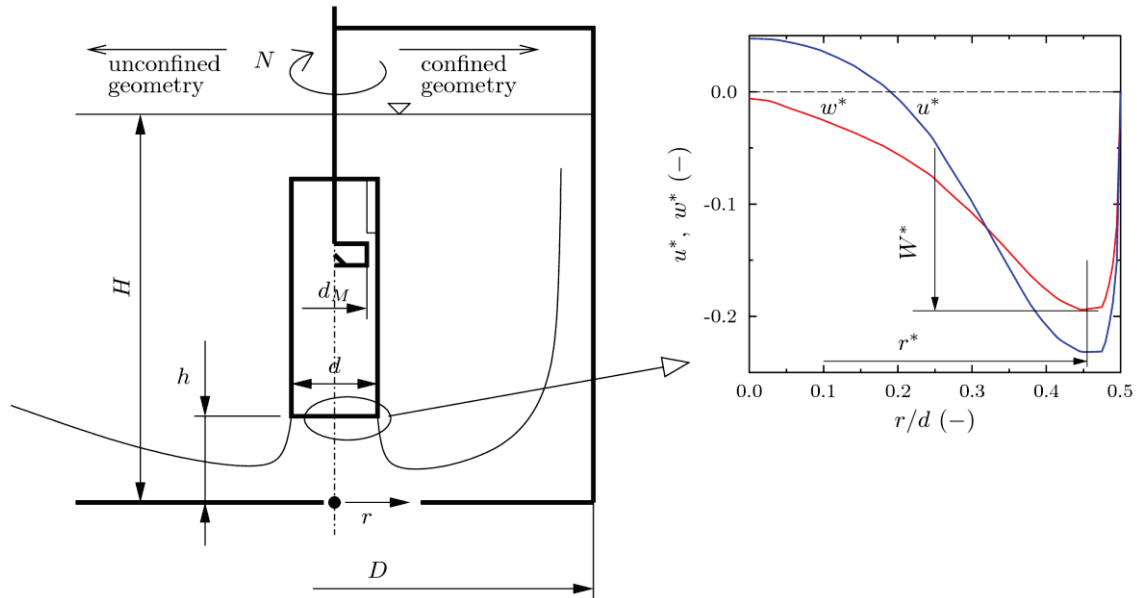 unconfined
geometry
N
confined
geometry
H
d_M
h
d
r
D
0.0
-0.1
-0.2
u*, w* (−)
w*
u*
W*
r*
0.0 0.1 0.2 0.3 0.4 0.5
r/d (−)